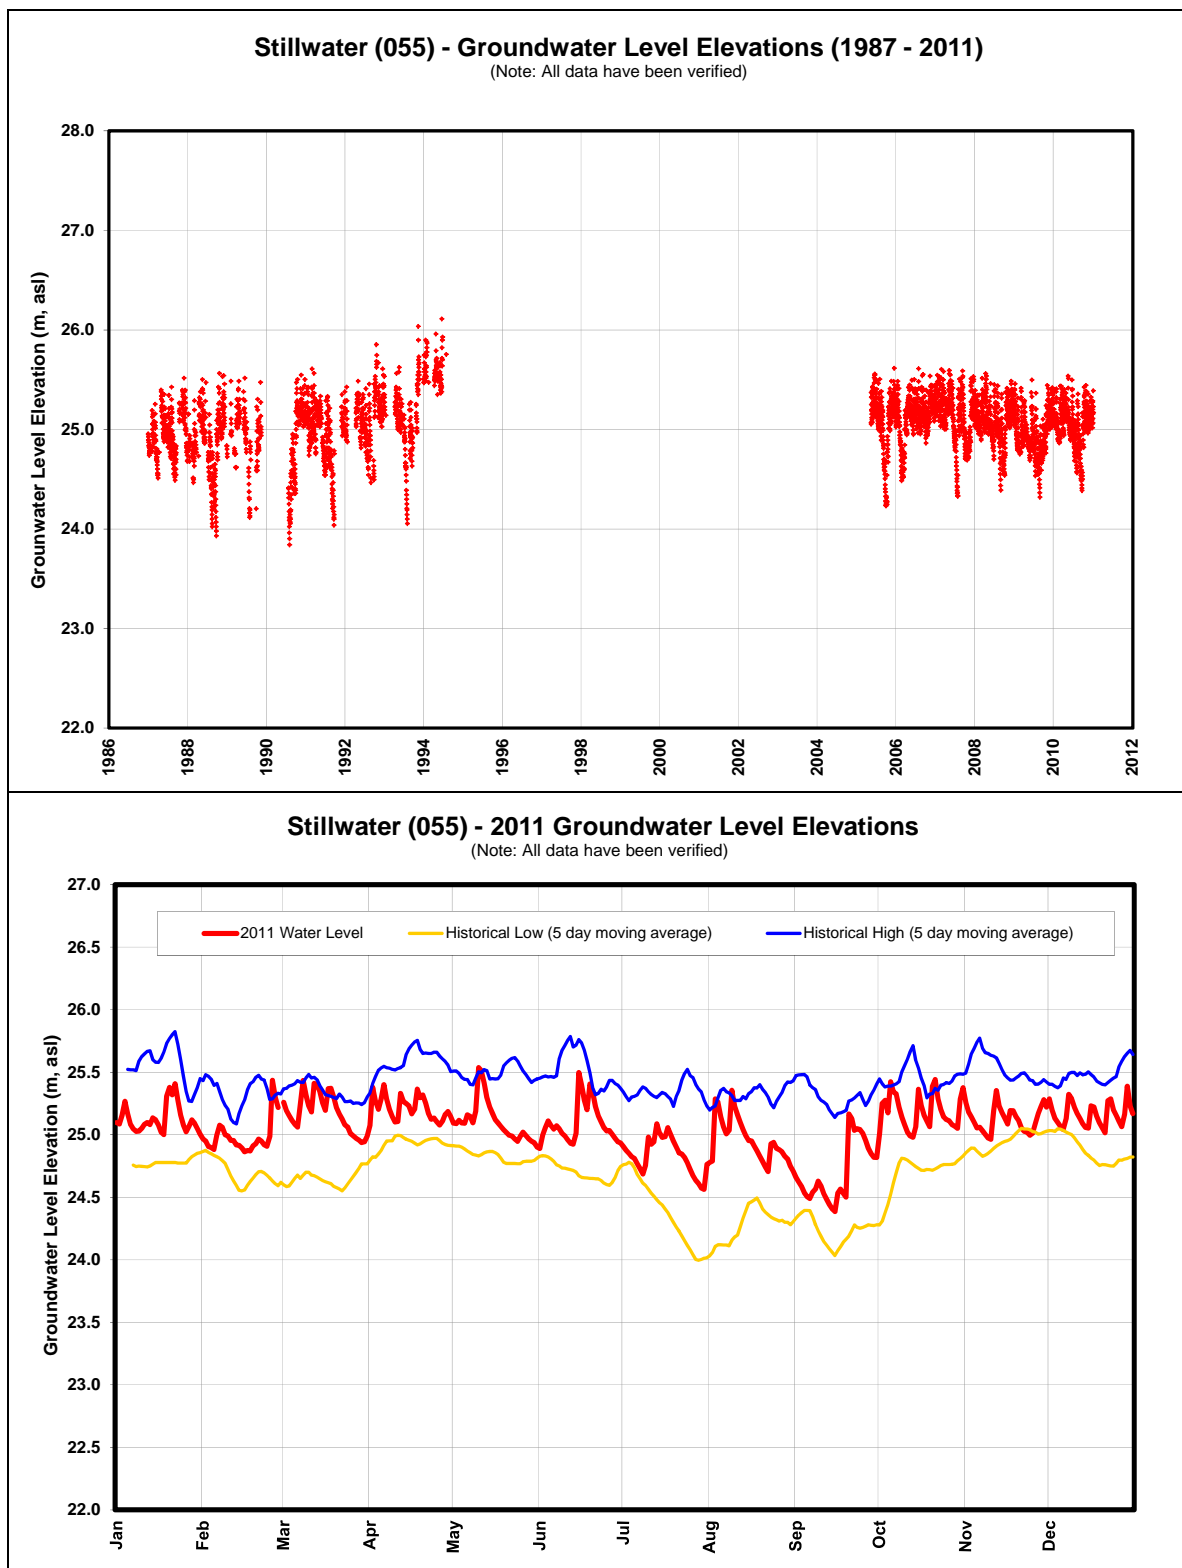 Stillwater (055) - Groundwater Level Elevations (1987 - 2011)
(Note: All data have been verified)
Grounwater Level Elevation (m, asl)
28.0
27.0
26.0
25.0
24.0
23.0
22.0
1986
1988
1990
1992
1994
1996
1998
2000
2002
2004
2006
2008
2010
2012
Stillwater (055) - 2011 Groundwater Level Elevations
(Note: All data have been verified)
Groundwater Level Elevation (m, asl)
27.0
26.5
26.0
25.5
25.0
24.5
24.0
23.5
23.0
22.5
22.0
2011 Water Level
Historical Low (5 day moving average)
Historical High (5 day moving average)
Jan
Feb
Mar
Apr
May
Jun
Jul
Aug
Sep
Oct
Nov
Dec